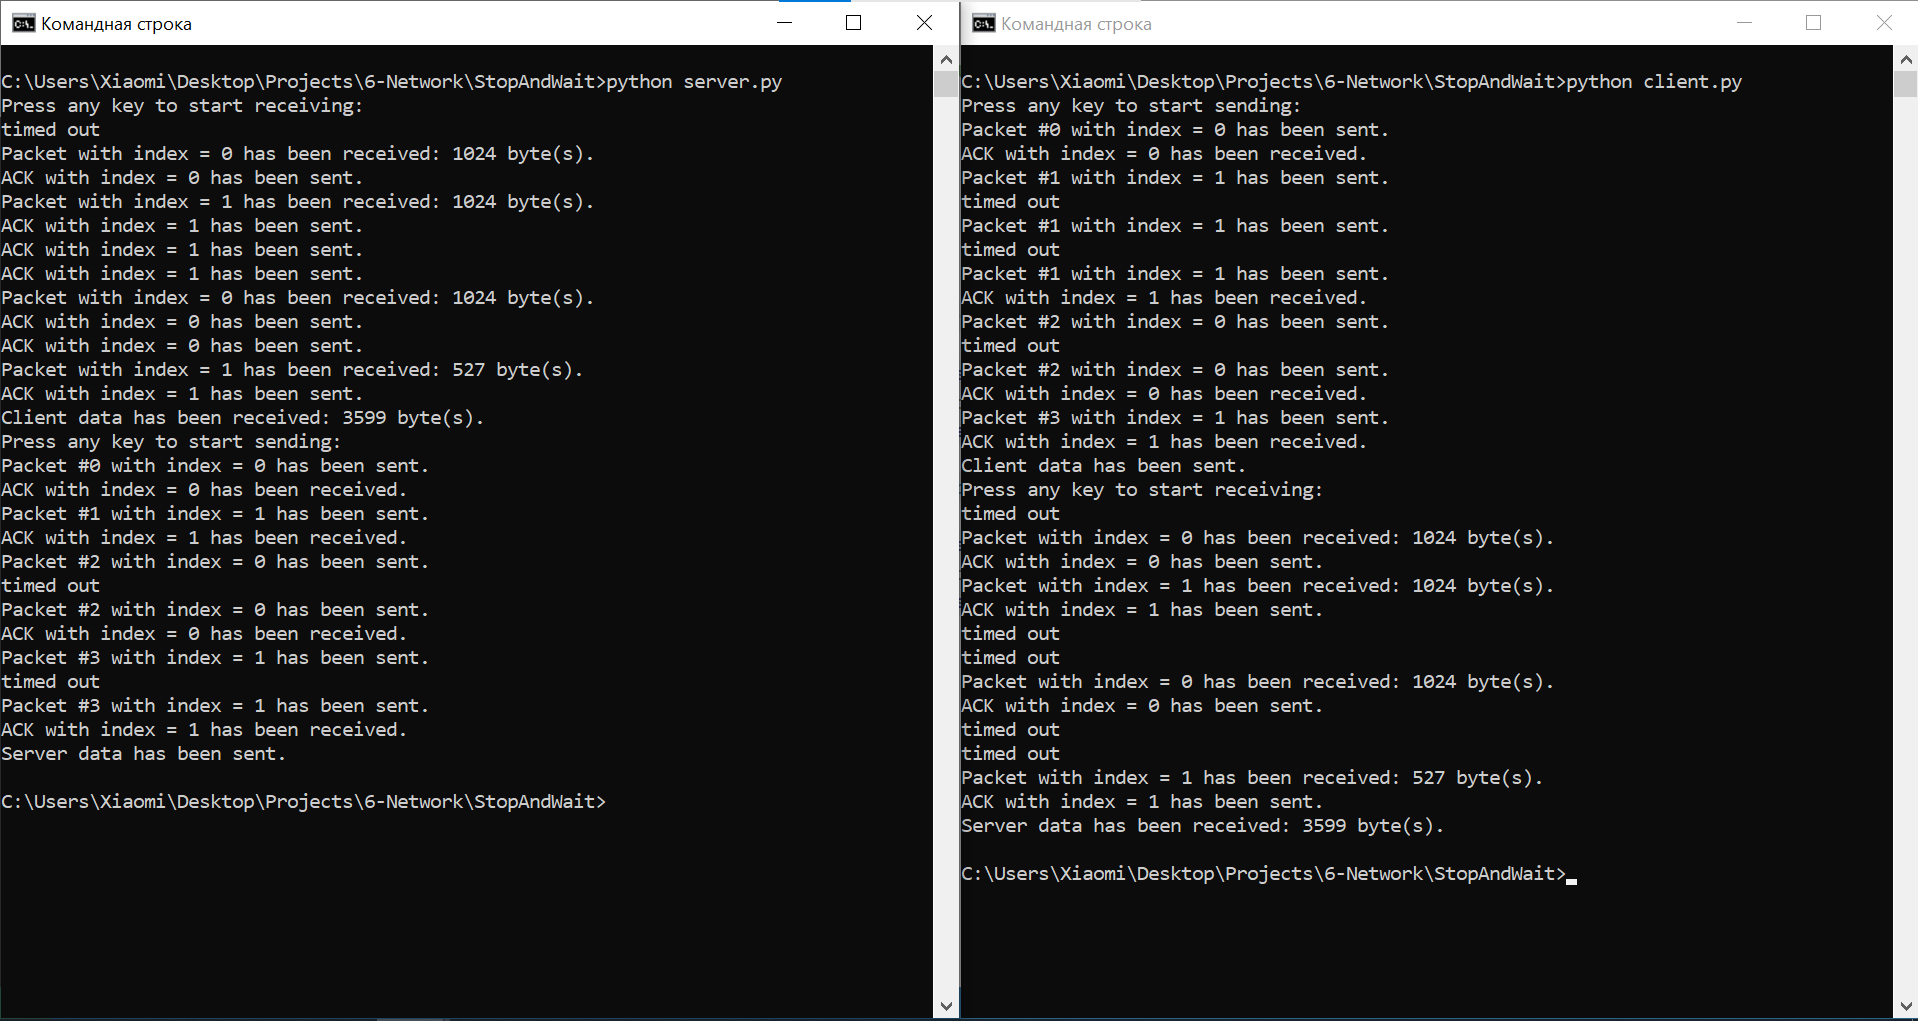 Командная строка
C:\Users\Xiaomi\Desktop\Projects\6-Network\StopAndWait>python server.py
Press any key to start receiving:
timed out
Packet with index = 0 has been received: 1024 byte(s).
ACK with index = 0 has been sent.
Packet with index = 1 has been received: 1024 byte(s).
ACK with index = 1 has been sent.
ACK with index = 1 has been sent.
ACK with index = 1 has been sent.
Packet with index = 0 has been received: 1024 byte(s).
ACK with index = 0 has been sent.
ACK with index = 0 has been sent.
Packet with index = 1 has been received: 527 byte(s).
ACK with index = 1 has been sent.
Client data has been received: 3599 byte(s).
Press any key to start sending:
Packet #0 with index = 0 has been sent.
ACK with index = 0 has been received.
Packet #1 with index = 1 has been sent.
ACK with index = 1 has been received.
Packet #2 with index = 0 has been sent.
timed out
Packet #2 with index = 0 has been sent.
ACK with index = 0 has been received.
Packet #3 with index = 1 has been sent.
timed out
Packet #3 with index = 1 has been sent.
ACK with index = 1 has been received.
Server data has been sent.
C:\Users\Xiaomi\Desktop\Projects\6-Network\StopAndWait>
Командная строка
C:\Users\Xiaomi\Desktop\Projects\6-Network\StopAndWait>python client.py
Press any key to start sending:
Packet #0 with index = 0 has been sent.
ACK with index = 0 has been received.
Packet #1 with index = 1 has been sent.
timed out
Packet #1 with index = 1 has been sent.
timed out
Packet #1 with index = 1 has been sent.
ACK with index = 1 has been received.
Packet #2 with index = 0 has been sent.
timed out
Packet #2 with index = 0 has been sent.
ACK with index = 0 has been received.
Packet #3 with index = 1 has been sent.
ACK with index = 1 has been received.
Client data has been sent.
Press any key to start receiving:
timed out
Packet with index = 0 has been received: 1024 byte(s).
ACK with index = 0 has been sent.
Packet with index = 1 has been received: 1024 byte(s).
ACK with index = 1 has been sent.
timed out
timed out
Packet with index = 0 has been received: 1024 byte(s).
ACK with index = 0 has been sent.
timed out
timed out
Packet with index = 1 has been received: 527 byte(s).
ACK with index = 1 has been sent.
Server data has been received: 3599 byte(s).
C:\Users\Xiaomi\Desktop\Projects\6-Network\StopAndWait>